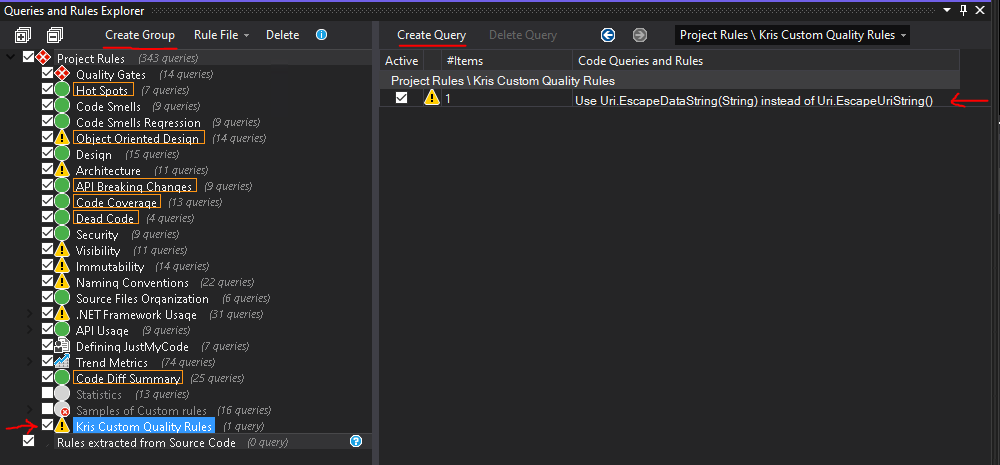 Queries and Rules Explorer
Create Group Rule File Delete
Create Query Delete Query Project Rules \ Kris Custom Quality Rules
Project Rules (343 queries)
Quality Gates (14 queries)
Hot Spots (7 queries)
Code Smells (9 queries)
Code Smells Regression (9 queries)
Object Oriented Design (14 queries)
Design (15 queries)
Architecture (11 queries)
API Breaking Changes (9 queries)
Code Coverage (13 queries)
Dead Code (4 queries)
Security (9 queries)
Visibility (11 queries)
Immutability (14 queries)
Naming Conventions (22 queries)
Source Files Organization (6 queries)
.NET Framework Usage (31 queries)
API Usage (9 queries)
Defining JustMyCode (7 queries)
Trend Metrics (74 queries)
Code Diff Summary (25 queries)
Statistics (13 queries)
Samples of Custom rules (16 queries)
Kris Custom Quality Rules (1 query)
Rules extracted from Source Code (0 query)
Active #Items Code Queries and Rules
Project Rules \ Kris Custom Quality Rules
1 Use Uri.EscapeDataString(String) instead of Uri.EscapeUriString()